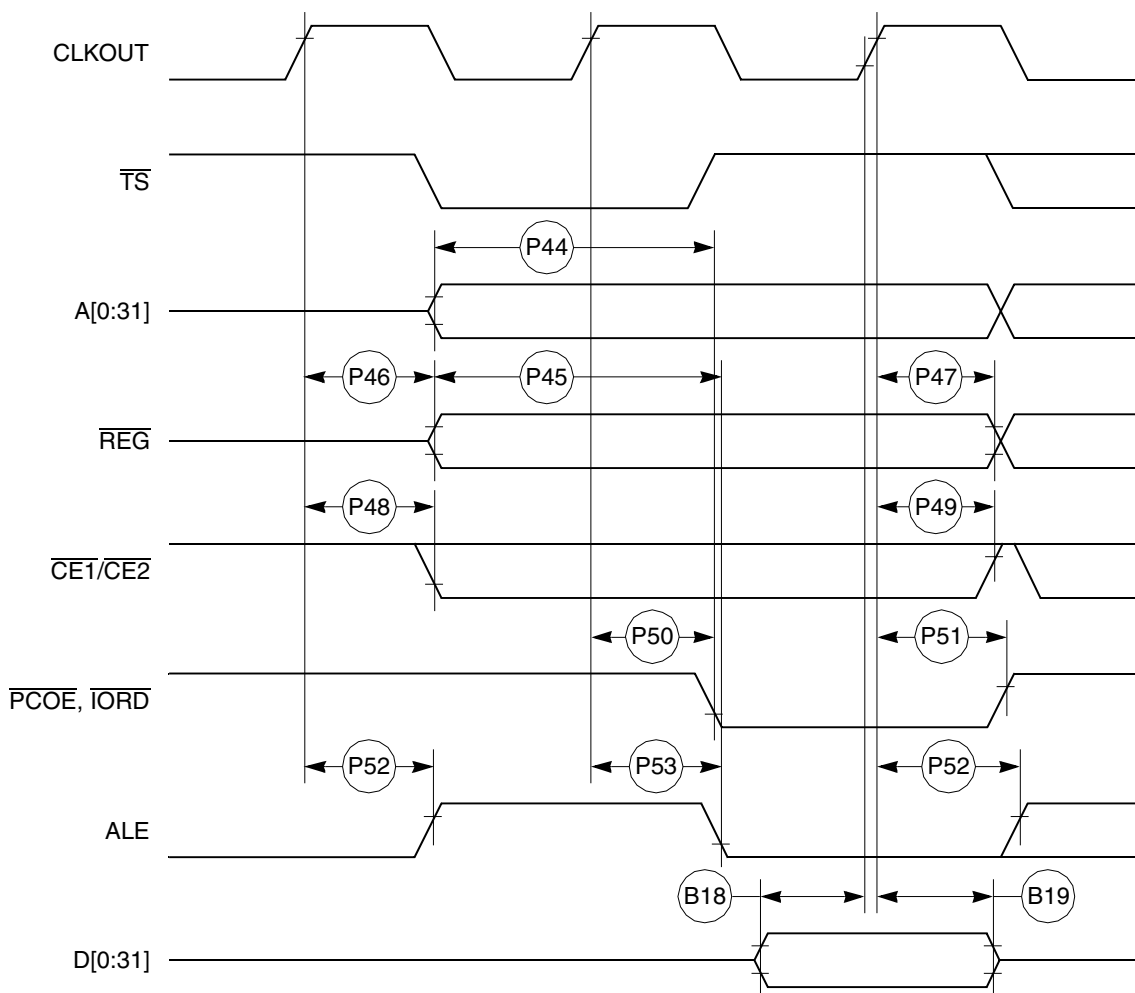 CLKOUT
TS
P44
A[0:31]
P46 P45 P47
REG
P48 P49
CE1/CE2
P50 P51
PCOE, IORD
P52 P53 P52
ALE
B18 B19
D[0:31]